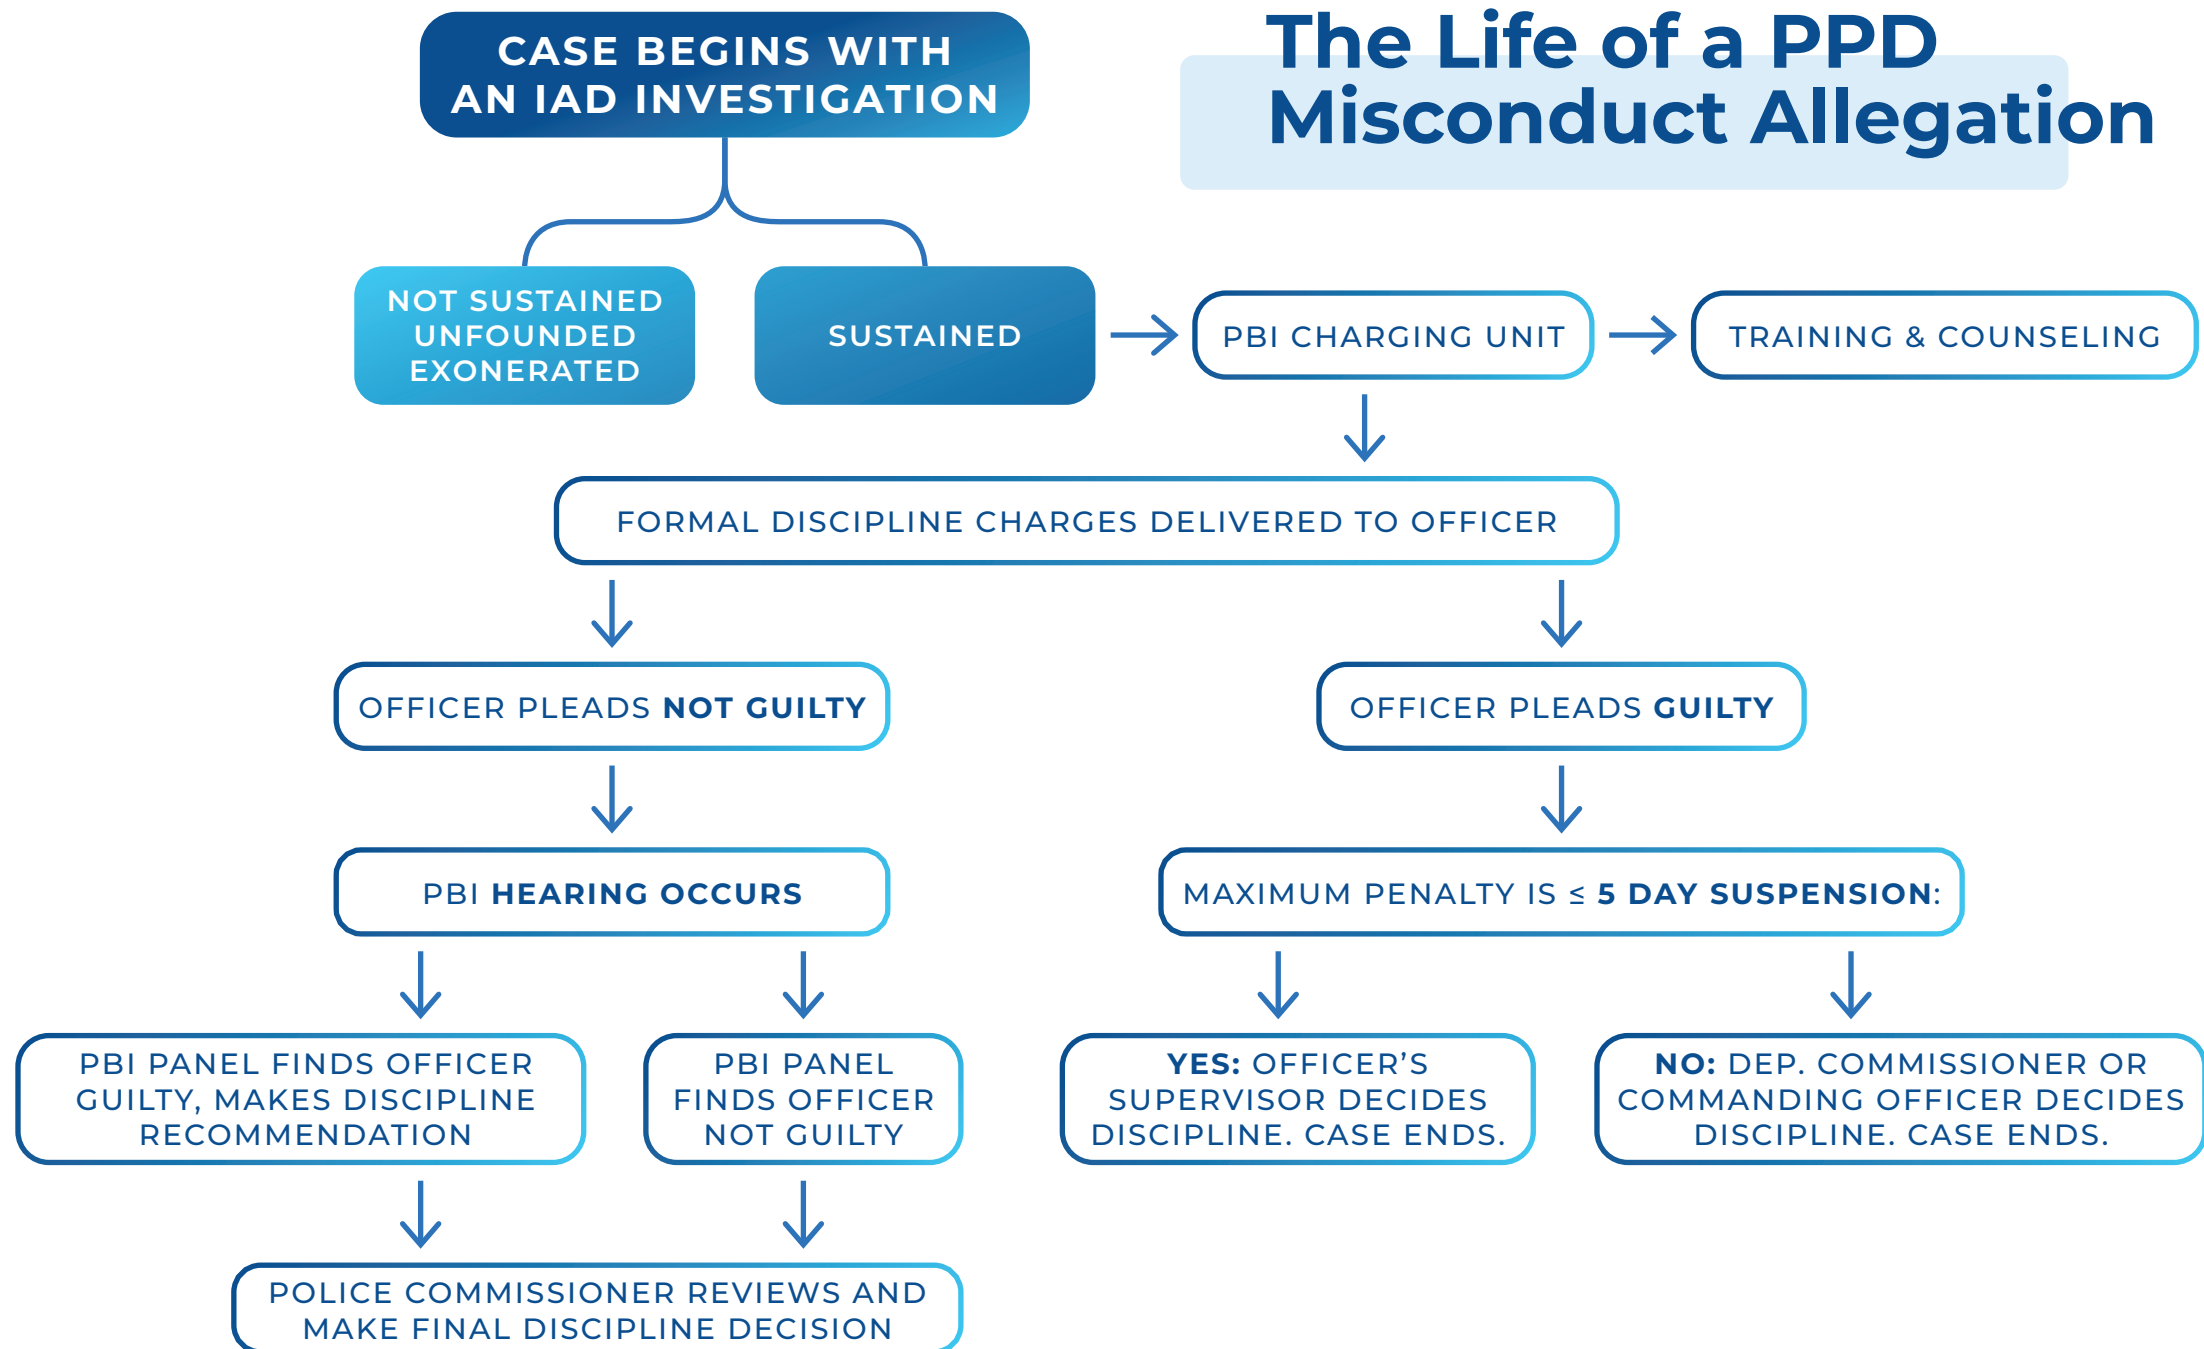 The Life of a PPD
Misconduct Allegation
CASE BEGINS WITH
AN IAD INVESTIGATION
NOT SUSTAINED
UNFOUNDED
EXONERATED
SUSTAINED
PBI CHARGING UNIT
TRAINING & COUNSELING
FORMAL DISCIPLINE CHARGES DELIVERED TO OFFICER
OFFICER PLEADS NOT GUILTY
OFFICER PLEADS GUILTY
PBI HEARING OCCURS
MAXIMUM PENALTY IS ≤ 5 DAY SUSPENSION:
PBI PANEL FINDS OFFICER
GUILTY, MAKES DISCIPLINE
RECOMMENDATION
PBI PANEL
FINDS OFFICER
NOT GUILTY
YES: OFFICER’S
SUPERVISOR DECIDES
DISCIPLINE. CASE ENDS.
NO: DEP. COMMISSIONER OR
COMMANDING OFFICER DECIDES
DISCIPLINE. CASE ENDS.
POLICE COMMISSIONER REVIEWS AND
MAKE FINAL DISCIPLINE DECISION